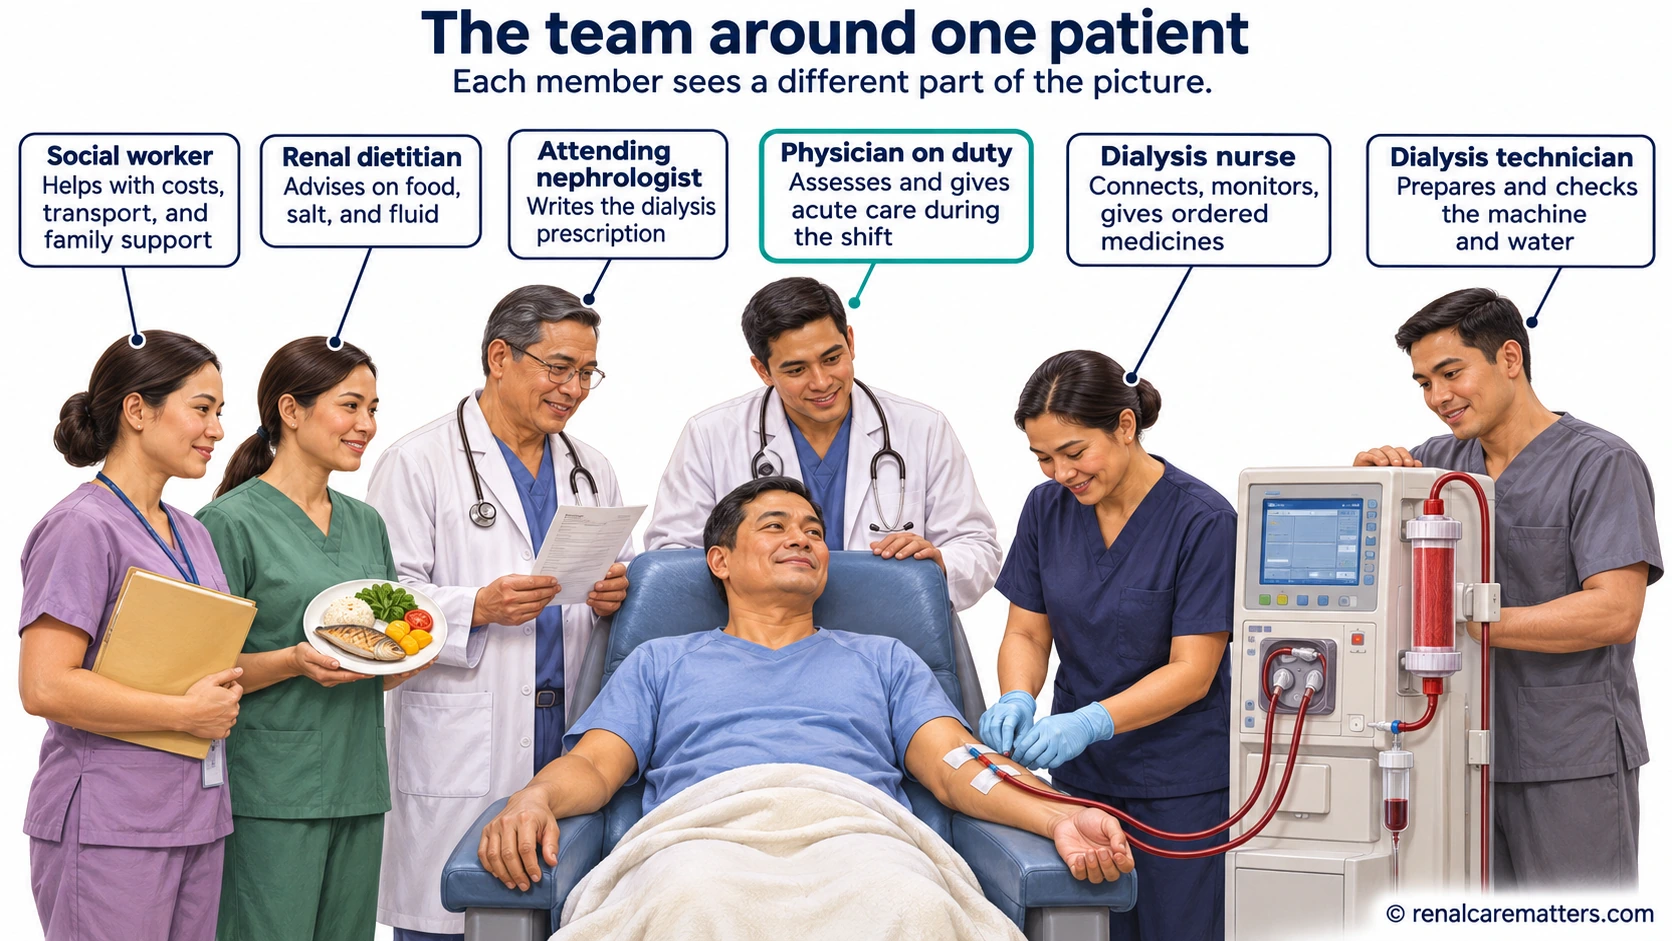 The team around one patient
Each member sees a different part of the picture.
Social worker
Helps with costs,
transport, and
family support
Renal dietitian
Advises on food,
salt, and fluid
Attending
nephrologist
Writes the dialysis
prescription
Physician on duty
Assesses and gives
acute care during
the shift
Dialysis nurse
Connects, monitors,
gives ordered
medicines
Dialysis technician
Prepares and checks
the machine
and water
© renalcarematters.com